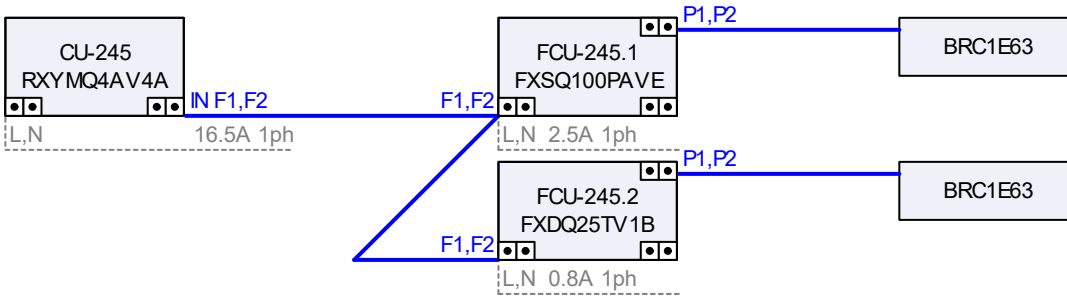 P1,P2
CU-245
RXYMQ4AV4A
FCU-245.1
FXSQ100PAVE
BRC1E63
IN F1,F2
F1,F2
L,N 16.5A 1ph
L,N 2.5A 1ph
P1,P2
FCU-245.2
FXDQ25TV1B
BRC1E63
F1,F2
L,N 0.8A 1ph